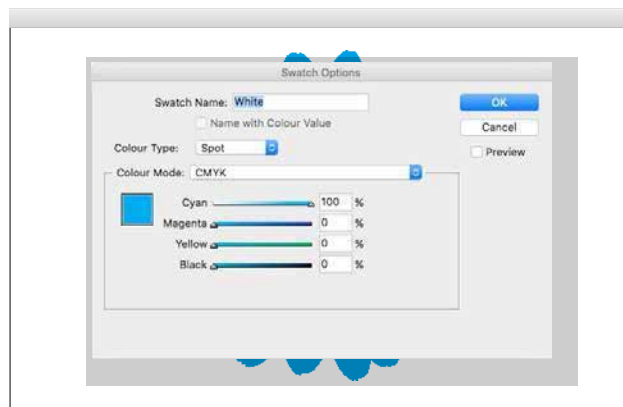 Swatch Options
Swatch Name: White OK
Name with Colour Value Cancel
Colour Type: Spot Preview
Colour Mode: CMYK
Cyan 100 %
Magenta 0 %
Yellow 0 %
Black 0 %